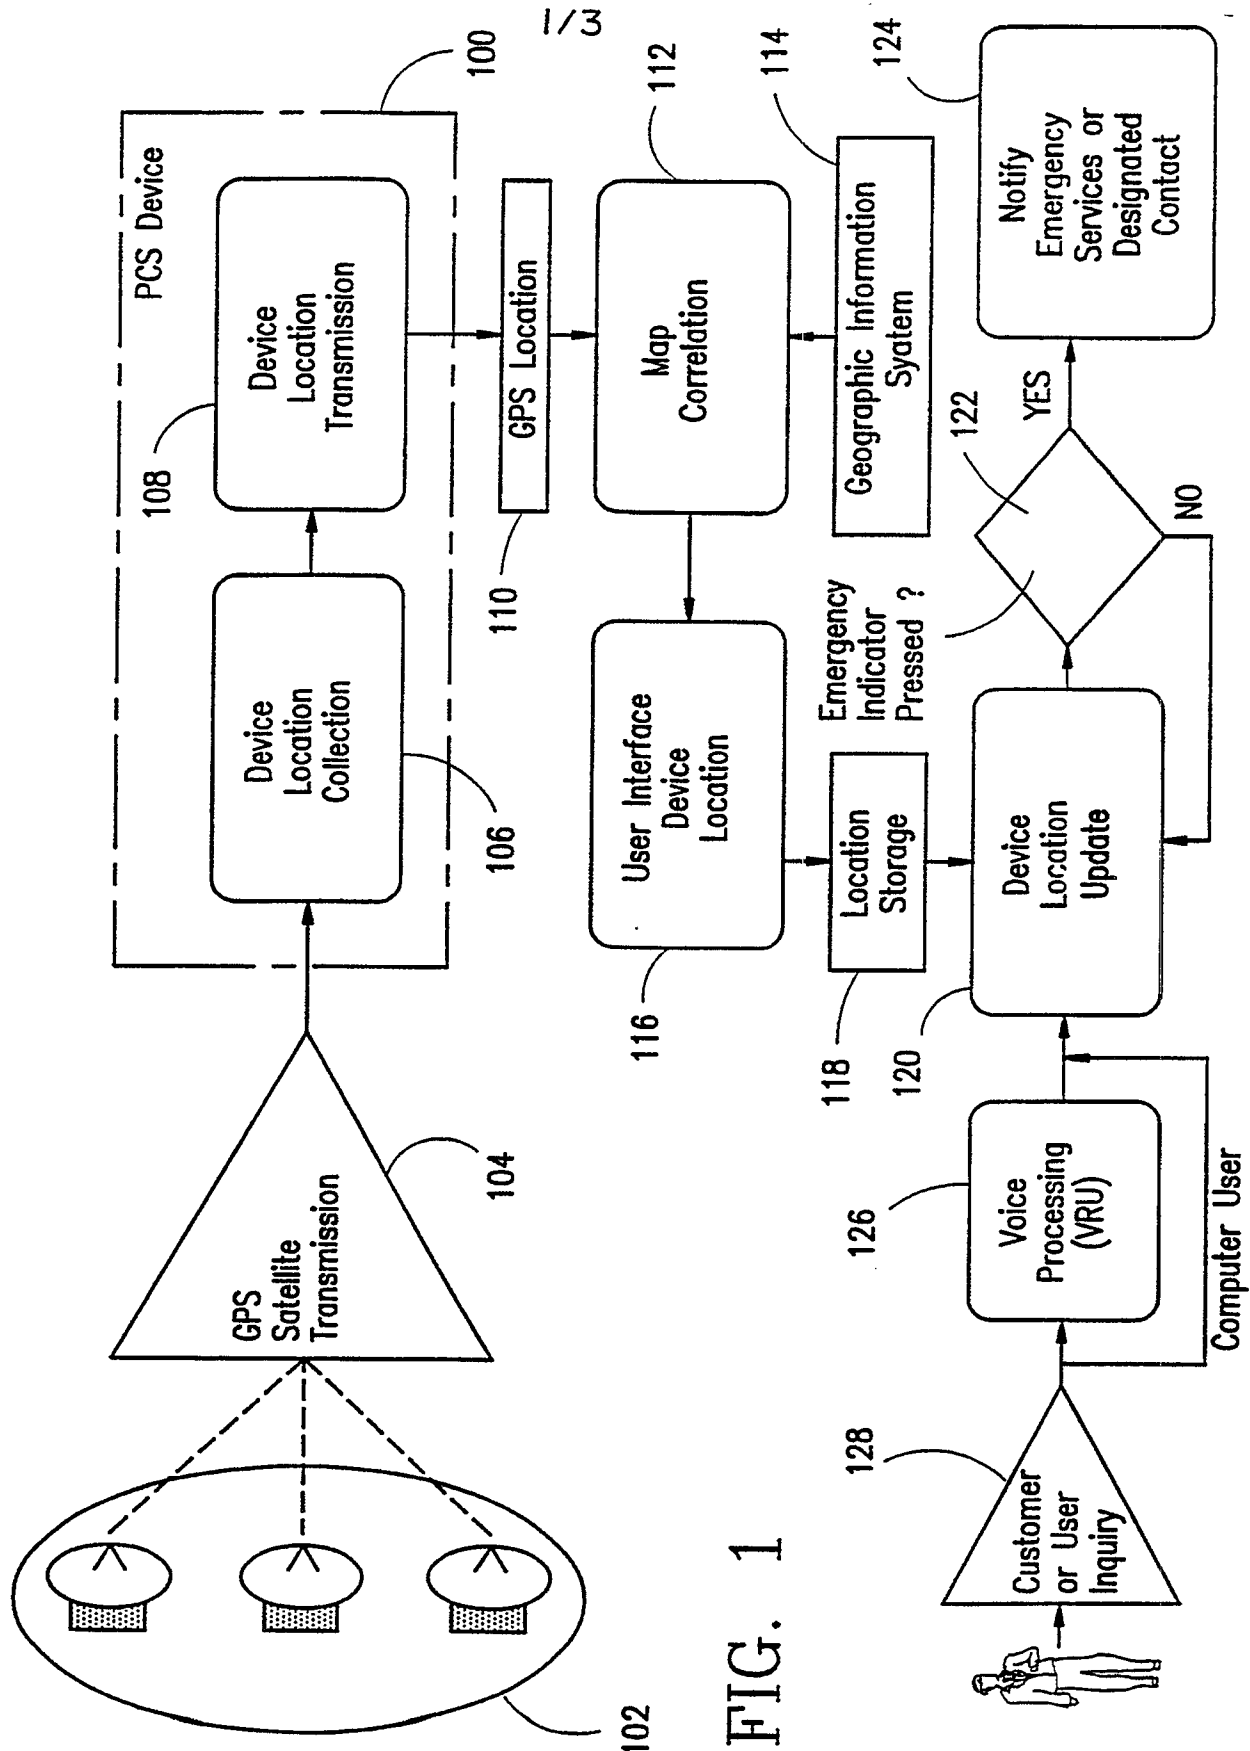 1/3
100
PCS Device
108
Device
Location
Transmission
Device
Location
Collection
106
GPS
Satellite
Transmission
104
102
110
GPS Location
112
Map
Correlation
114
Geographic Information
Syatem
User Interface
Device
Location
116
Location
Storage
118
Emergency
Indicator
Pressed ?
122
YES
NO
124
Notify
Emergency
Services or
Designated
Contact
Device
Location
Update
120
126
Voice
Processing
(VRU)
Computer User
128
Customer
or User
Inquiry
FIG. 1